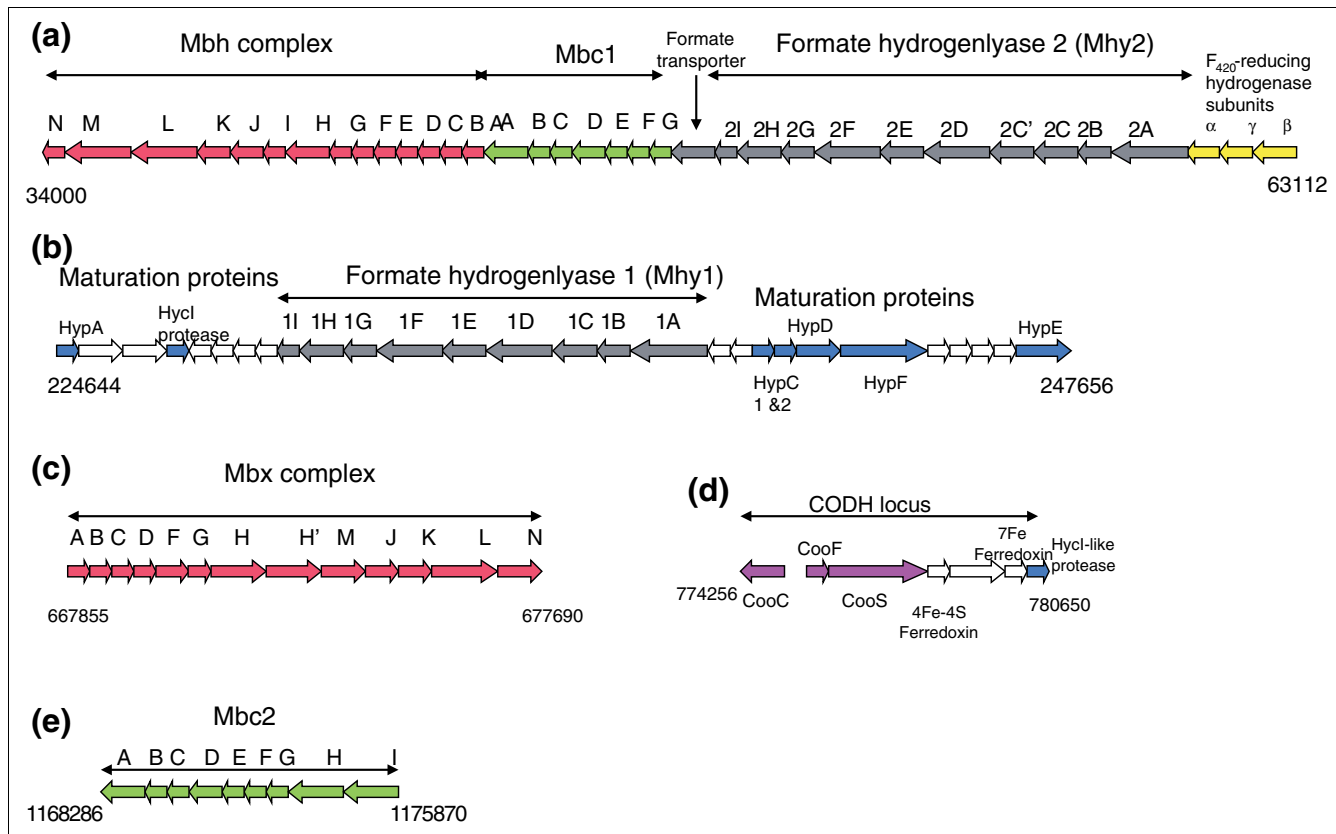 (a)
Mbh complex
Mbc1
Formate
transporter
Formate hydrogenlyase 2 (Mhy2)
F420-reducing
hydrogenase
subunits
α γ β
N M L K J I H G F E D C B A
A B C D E F G
2I 2H 2G 2F 2E 2D 2C' 2C 2B 2A
34000
63112
(b)
Maturation proteins
Formate hydrogenlyase 1 (Mhy1)
Maturation proteins
HypA
HycI
protease
1I 1H 1G 1F 1E 1D 1C 1B 1A
HypD
HypE
224644
HypC
1 &2
HypF
247656
(c)
Mbx complex
A B C D F G H H' M J K L N
667855
677690
(d)
CODH locus
7Fe
Ferredoxin
HycI-like
protease
CooF
774256
CooC
CooS
4Fe-4S
Ferredoxin
780650
(e)
Mbc2
A B C D E F G H I
1168286
1175870